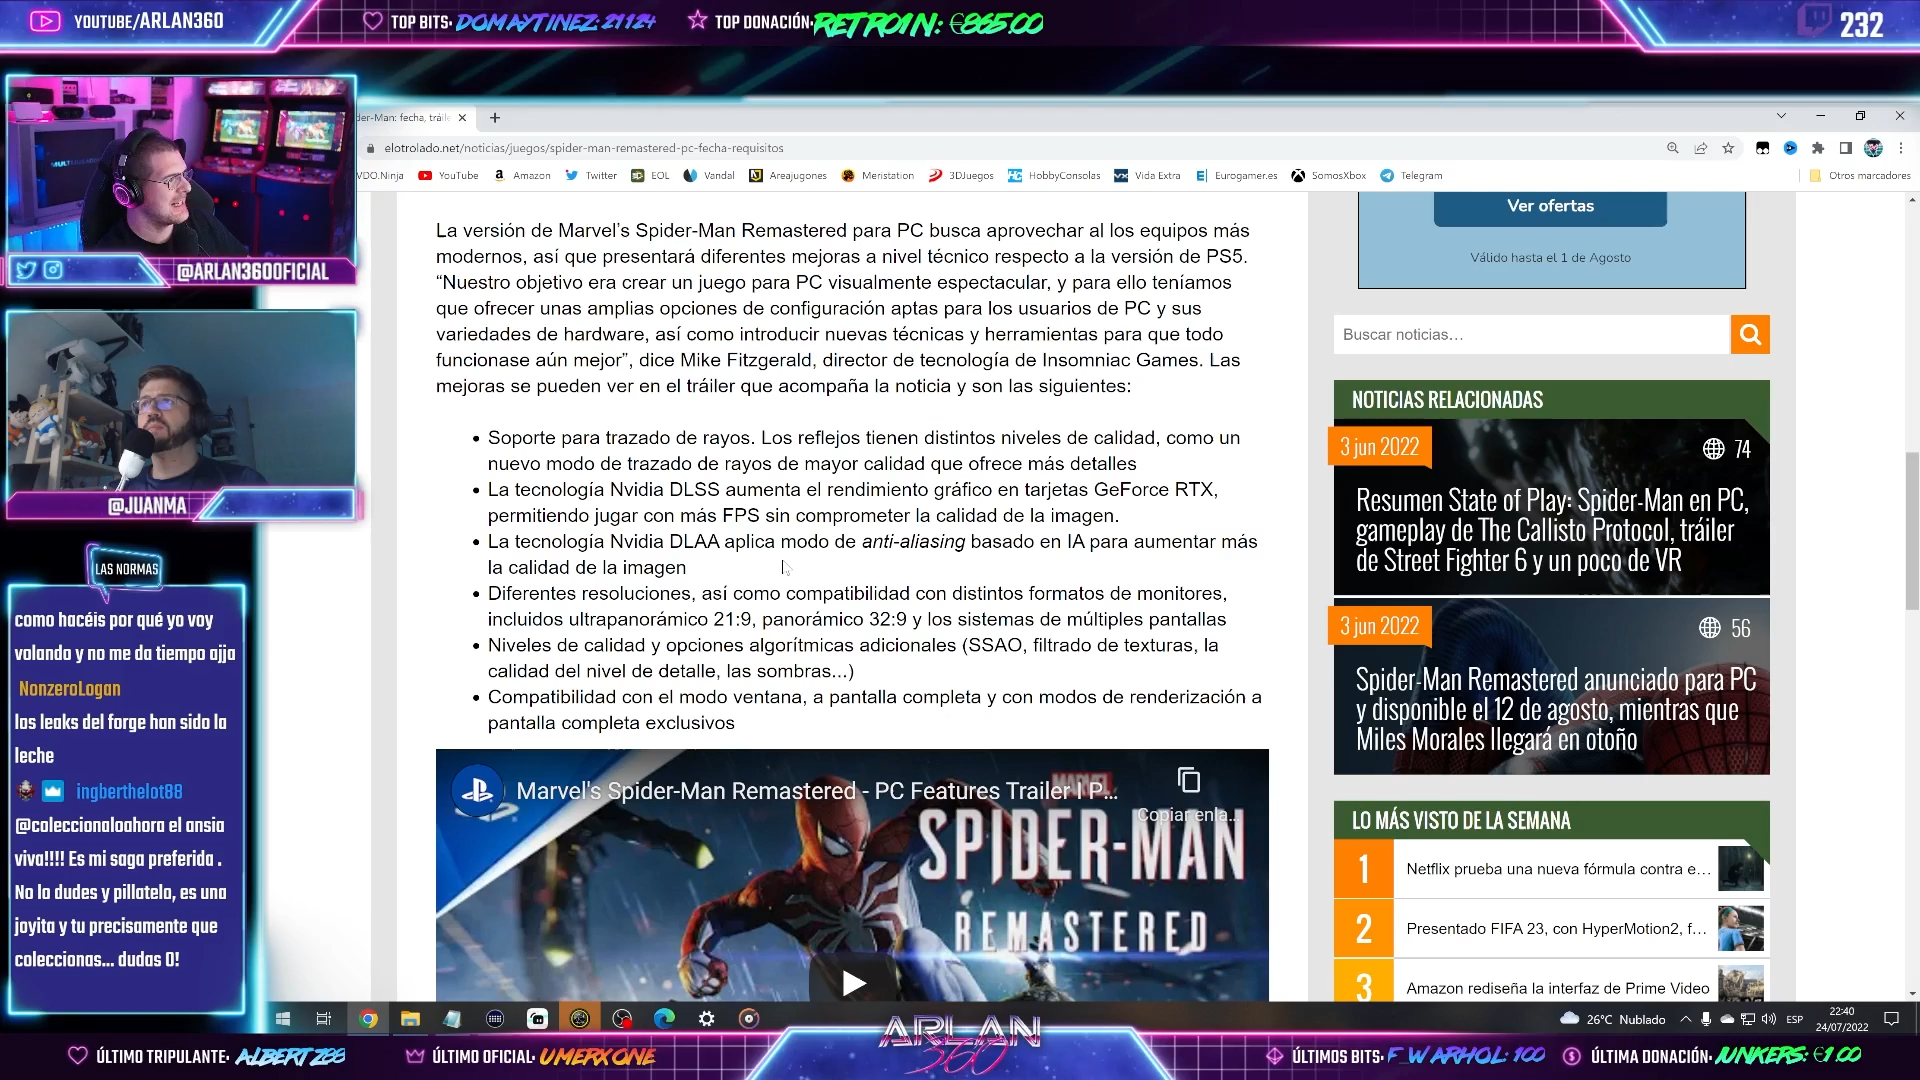 YOUTUBE/ARLAN360
TOP BITS: DOMAYTINEZ: 21124
TOP DONACIÓN: RETRO1N: €865.00
232
@ARLAN360OFICIAL
@JUANMA
LAS NORMAS
como hacéis por qué yo voy
volando y no me da tiempo ajja
NonzeroLogan
los leaks del forge han sido la
leche
ingberthelot88
@coleccionaloahora el ansia
viva!!!! Es mi saga preferida .
No lo dudes y pillatelo, es una
joyita y tu precisamente que
coleccionas... dudas 0!
der-Man: fecha, tráile
elotrolado.net/noticias/juegos/spider-man-remastered-pc-fecha-requisitos
VDO.Ninja
YouTube
Amazon
Twitter
EOL
Vandal
Areajugones
Meristation
3DJuegos
HobbyConsolas
Vida Extra
Eurogamer.es
SomosXbox
Telegram
Otros marcadores
La versión de Marvel’s Spider-Man Remastered para PC busca aprovechar al los equipos más
modernos, así que presentará diferentes mejoras a nivel técnico respecto a la versión de PS5.
“Nuestro objetivo era crear un juego para PC visualmente espectacular, y para ello teníamos
que ofrecer unas amplias opciones de configuración aptas para los usuarios de PC y sus
variedades de hardware, así como introducir nuevas técnicas y herramientas para que todo
funcionase aún mejor”, dice Mike Fitzgerald, director de tecnología de Insomniac Games. Las
mejoras se pueden ver en el tráiler que acompaña la noticia y son las siguientes:
• Soporte para trazado de rayos. Los reflejos tienen distintos niveles de calidad, como un
nuevo modo de trazado de rayos de mayor calidad que ofrece más detalles
• La tecnología Nvidia DLSS aumenta el rendimiento gráfico en tarjetas GeForce RTX,
permitiendo jugar con más FPS sin comprometer la calidad de la imagen.
• La tecnología Nvidia DLAA aplica modo de anti-aliasing basado en IA para aumentar más
la calidad de la imagen
• Diferentes resoluciones, así como compatibilidad con distintos formatos de monitores,
incluidos ultrapanorámico 21:9, panorámico 32:9 y los sistemas de múltiples pantallas
• Niveles de calidad y opciones algorítmicas adicionales (SSAO, filtrado de texturas, la
calidad del nivel de detalle, las sombras...)
• Compatibilidad con el modo ventana, a pantalla completa y con modos de renderización a
pantalla completa exclusivos
Marvel's Spider-Man Remastered - PC Features Trailer I P...
Copiar enla...
MARVEL
SPIDER-MAN
REMASTERED
Ver ofertas
Válido hasta el 1 de Agosto
Buscar noticias...
NOTICIAS RELACIONADAS
3 jun 2022
74
Resumen State of Play: Spider-Man en PC,
gameplay de The Callisto Protocol, tráiler
de Street Fighter 6 y un poco de VR
3 jun 2022
56
Spider-Man Remastered anunciado para PC
y disponible el 12 de agosto, mientras que
Miles Morales llegará en otoño
LO MÁS VISTO DE LA SEMANA
1
Netflix prueba una nueva fórmula contra e...
2
Presentado FIFA 23, con HyperMotion2, f...
3
Amazon rediseña la interfaz de Prime Video
26°C Nublado
ESP
22:40
24/07/2022
ÚLTIMO TRIPULANTE: ALBERTZ88
ÚLTIMO OFICIAL: UMERXONE
ARLAN
360
ÚLTIMOS BITS: F_WARHOL: 100
ÚLTIMA DONACIÓN: JUNKERS: €1.00